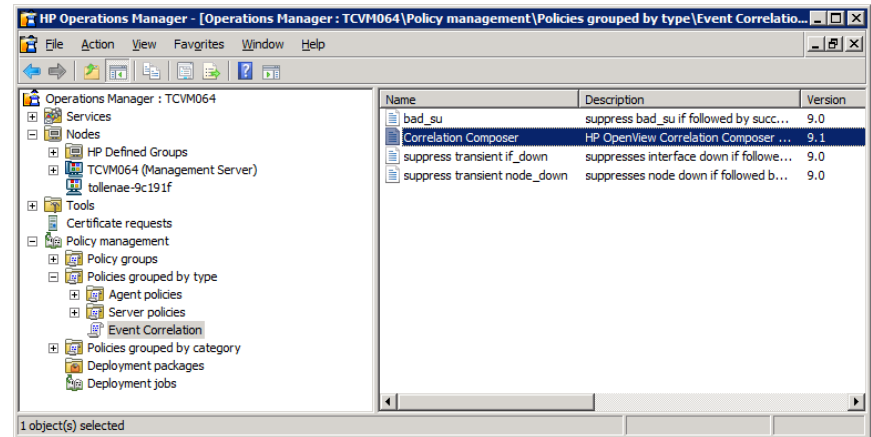 HP Operations Manager - [Operations Manager : TCVM064\Policy management\Policies grouped by type\Event Correlatio...
File Action View Favorites Window Help
Operations Manager : TCVM064
Services
Nodes
HP Defined Groups
TCVM064 (Management Server)
tollenae-9c191f
Tools
Certificate requests
Policy management
Policy groups
Policies grouped by type
Agent policies
Server policies
Event Correlation
Policies grouped by category
Deployment packages
Deployment jobs
Name Description Version
bad_su suppress bad_su if followed by succ... 9.0
Correlation Composer HP OpenView Correlation Composer ... 9.1
suppress transient if_down suppresses interface down if followe... 9.0
suppress transient node_down suppresses node down if followed b... 9.0
1 object(s) selected